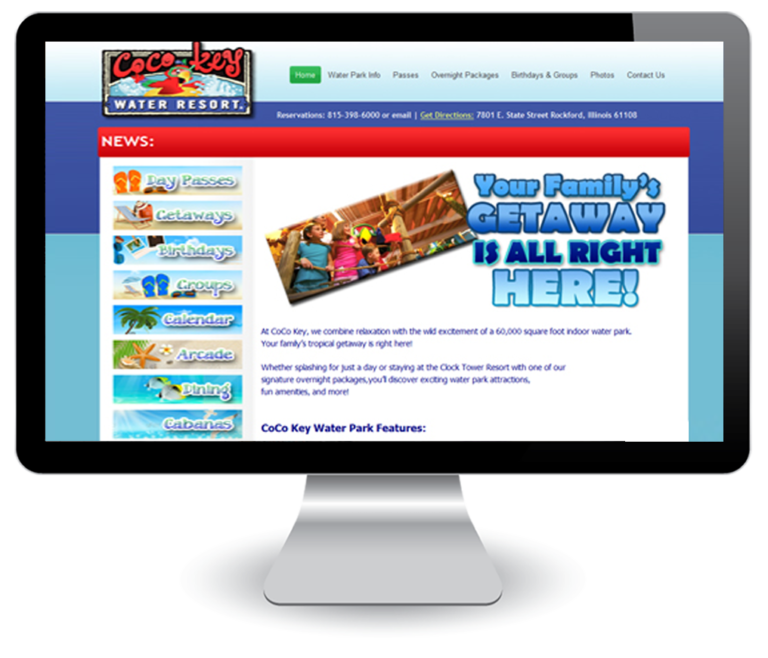 CoCo Key
WATER RESORT.
Home Water Park Info Passes Overnight Packages Birthdays & Groups Photos Contact Us
Reservations: 815-398-6000 or email | Get Directions: 7801 E. State Street Rockford, Illinois 61108
NEWS:
Day Passes
Getaways
Birthdays
Groups
Calendar
Arcade
Dining
Cabanas
Your Family's
GETAWAY
IS ALL RIGHT
HERE!
At CoCo Key, we combine relaxation with the wild excitement of a 60,000 square foot indoor water park.
Your family's tropical getaway is right here!
Whether splashing for just a day or staying at the Clock Tower Resort with one of our
signature overnight packages,you'll discover exciting water park attractions,
fun amenities, and more!
CoCo Key Water Park Features: